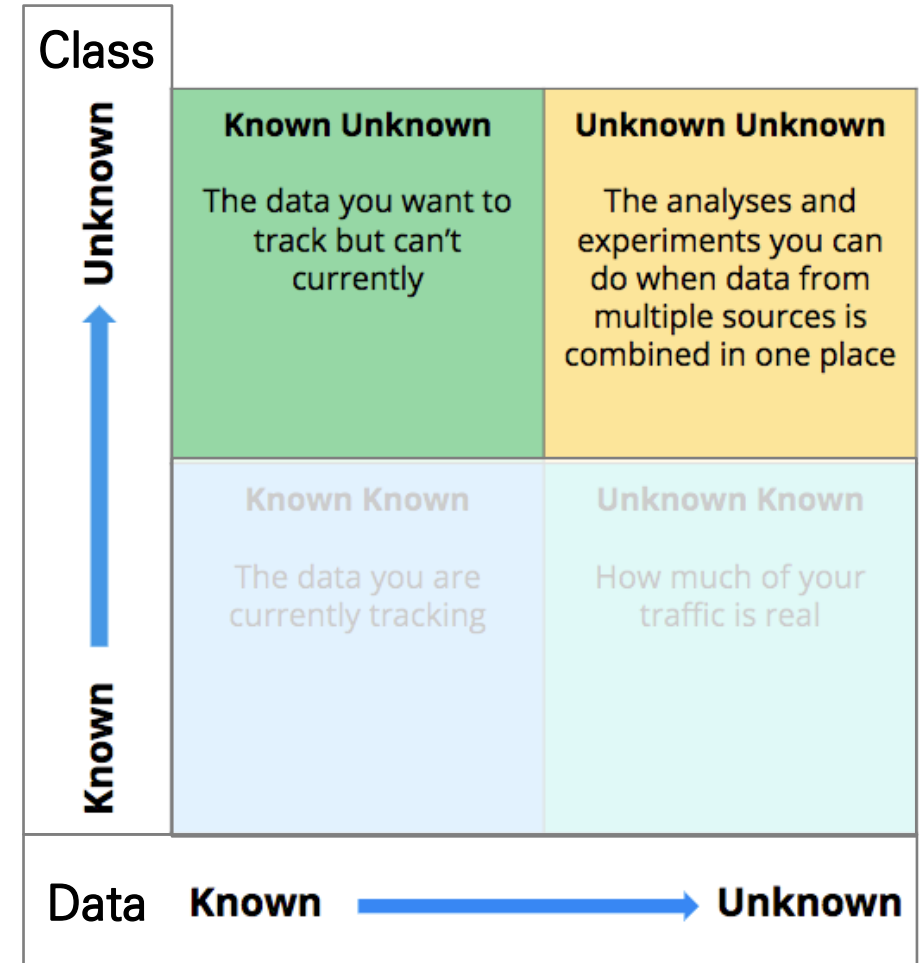 Class
Unknown
Known Unknown
The data you want to
track but can't
currently
Unknown Unknown
The analyses and
experiments you can
do when data from
multiple sources is
combined in one place
Known
Known Known
The data you are
currently tracking
Unknown Known
How much of your
traffic is real
Data
Known
Unknown